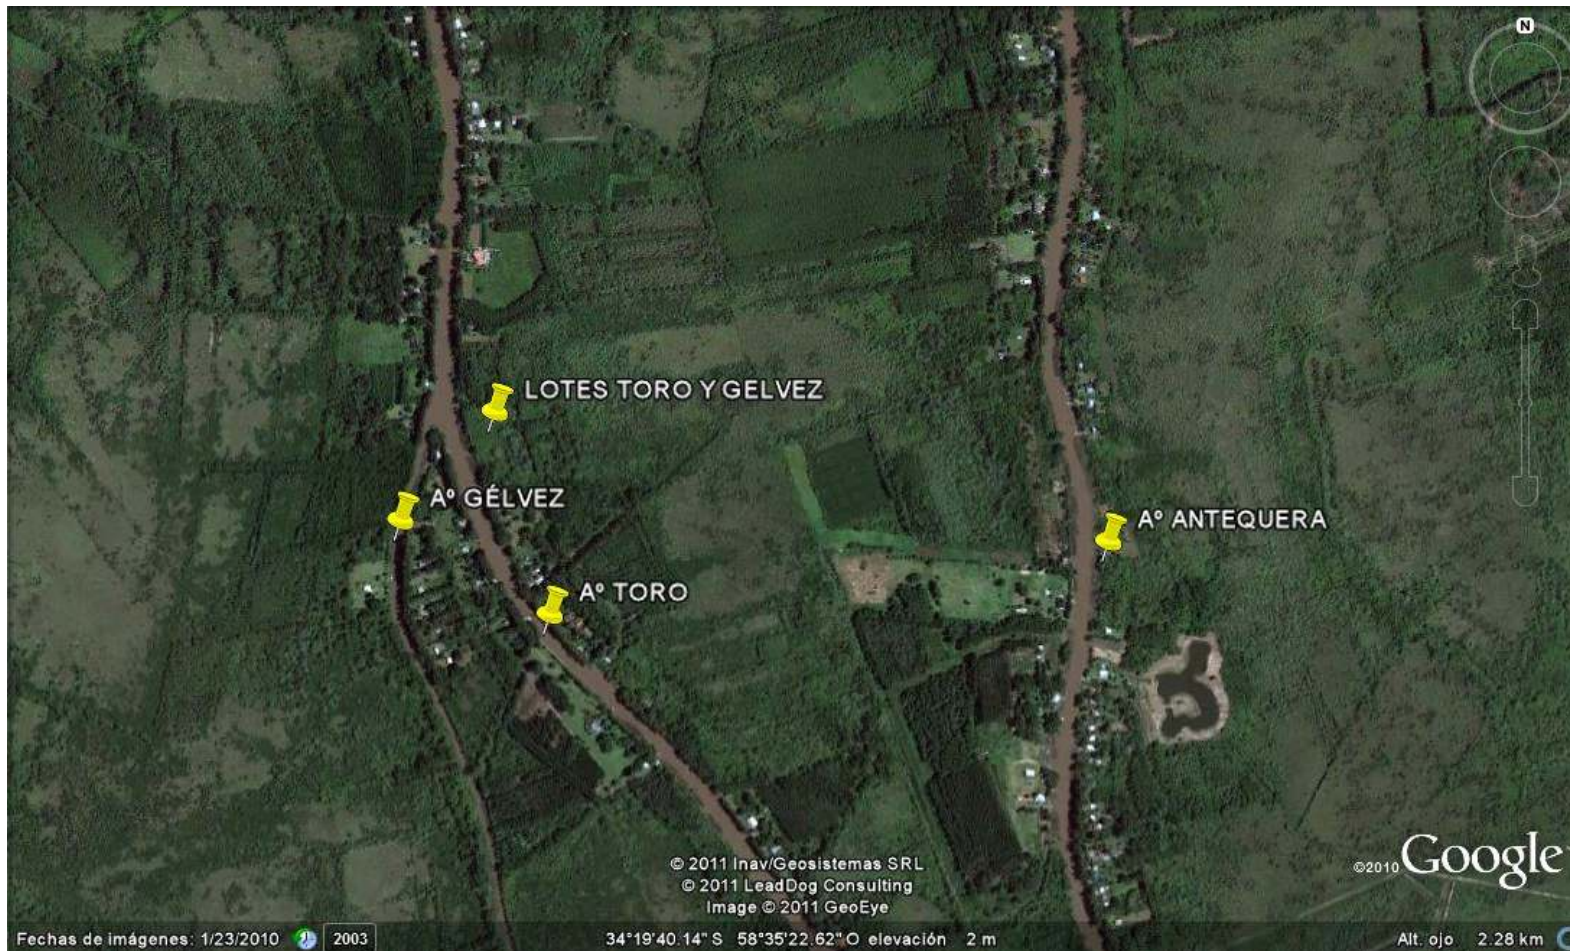 N
LOTES TORO Y GELVEZ
Aº GÉLVEZ
Aº ANTEQUERA
Aº TORO
© 2011 Inav/Geosistemas SRL
© 2011 LeadDog Consulting
Image © 2011 GeoEye
©2010 Google
Fechas de imágenes: 1/23/2010 2003 34°19'40.14" S 58°35'22.62" O elevación 2 m Alt. ojo 2.28 km